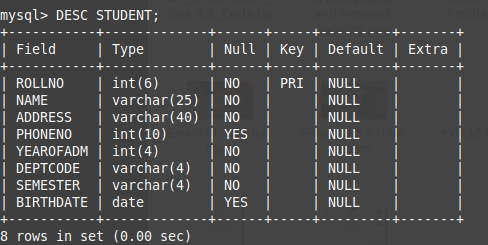 mysql> DESC STUDENT;
+-----------+-------------+------+-----+---------+-------+
| Field     | Type        | Null | Key | Default | Extra |
+-----------+-------------+------+-----+---------+-------+
| ROLLNO    | int(6)      | NO   | PRI | NULL    |       |
| NAME      | varchar(25) | NO   |     | NULL    |       |
| ADDRESS   | varchar(40) | NO   |     | NULL    |       |
| PHONENO   | int(10)     | YES  |     | NULL    |       |
| YEAROFADM | int(4)      | NO   |     | NULL    |       |
| DEPTCODE  | varchar(4)  | NO   |     | NULL    |       |
| SEMESTER  | varchar(4)  | NO   |     | NULL    |       |
| BIRTHDATE | date        | YES  |     | NULL    |       |
+-----------+-------------+------+-----+---------+-------+
8 rows in set (0.00 sec)